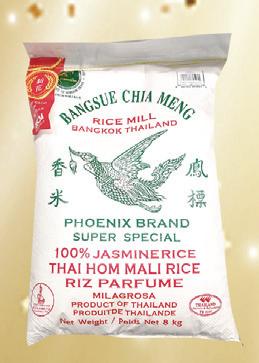 BANGSUE CHIA MENG
RICE MILL
BANGKOK THAILAND
香米
鳳標
PHOENIX BRAND
SUPER SPECIAL
100% JASMINERICE
THAI HOM MALI RICE
RIZ PARFUME
MILAGROSA
PRODUCT OF THAILAND
PRODUIT DE THAILANDE
Net Weight / Poids Net 8 kg
THAILAND